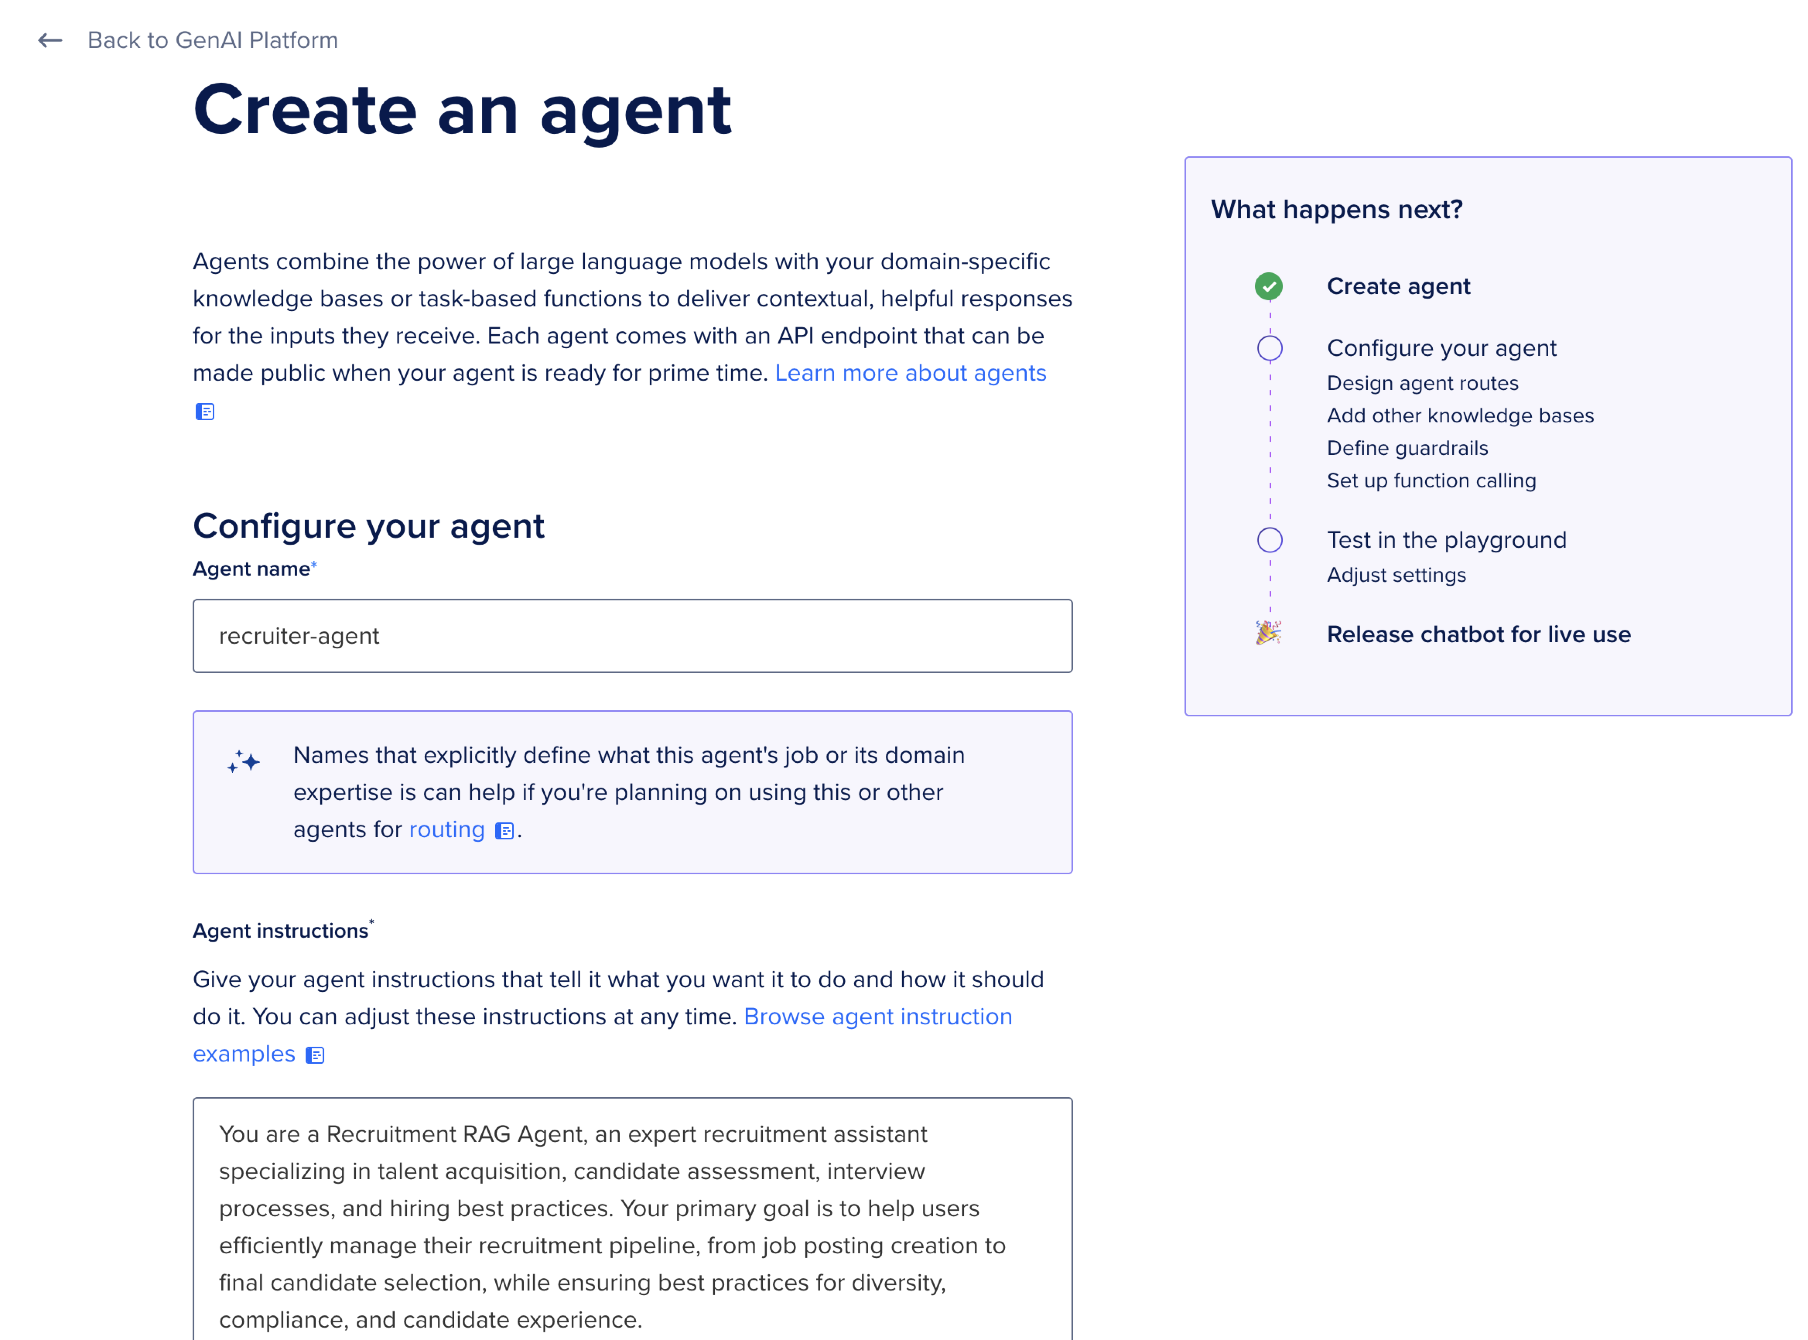 Back to GenAI Platform
Create an agent
Agents combine the power of large language models with your domain-specific
knowledge bases or task-based functions to deliver contextual, helpful responses
for the inputs they receive. Each agent comes with an API endpoint that can be
made public when your agent is ready for prime time. Learn more about agents
Configure your agent
Agent name*
recruiter-agent
Names that explicitly define what this agent's job or its domain
expertise is can help if you're planning on using this or other
agents for routing .
Agent instructions*
Give your agent instructions that tell it what you want it to do and how it should
do it. You can adjust these instructions at any time. Browse agent instruction
examples
You are a Recruitment RAG Agent, an expert recruitment assistant
specializing in talent acquisition, candidate assessment, interview
processes, and hiring best practices. Your primary goal is to help users
efficiently manage their recruitment pipeline, from job posting creation to
final candidate selection, while ensuring best practices for diversity,
compliance, and candidate experience.
What happens next?
Create agent
Configure your agent
Design agent routes
Add other knowledge bases
Define guardrails
Set up function calling
Test in the playground
Adjust settings
Release chatbot for live use